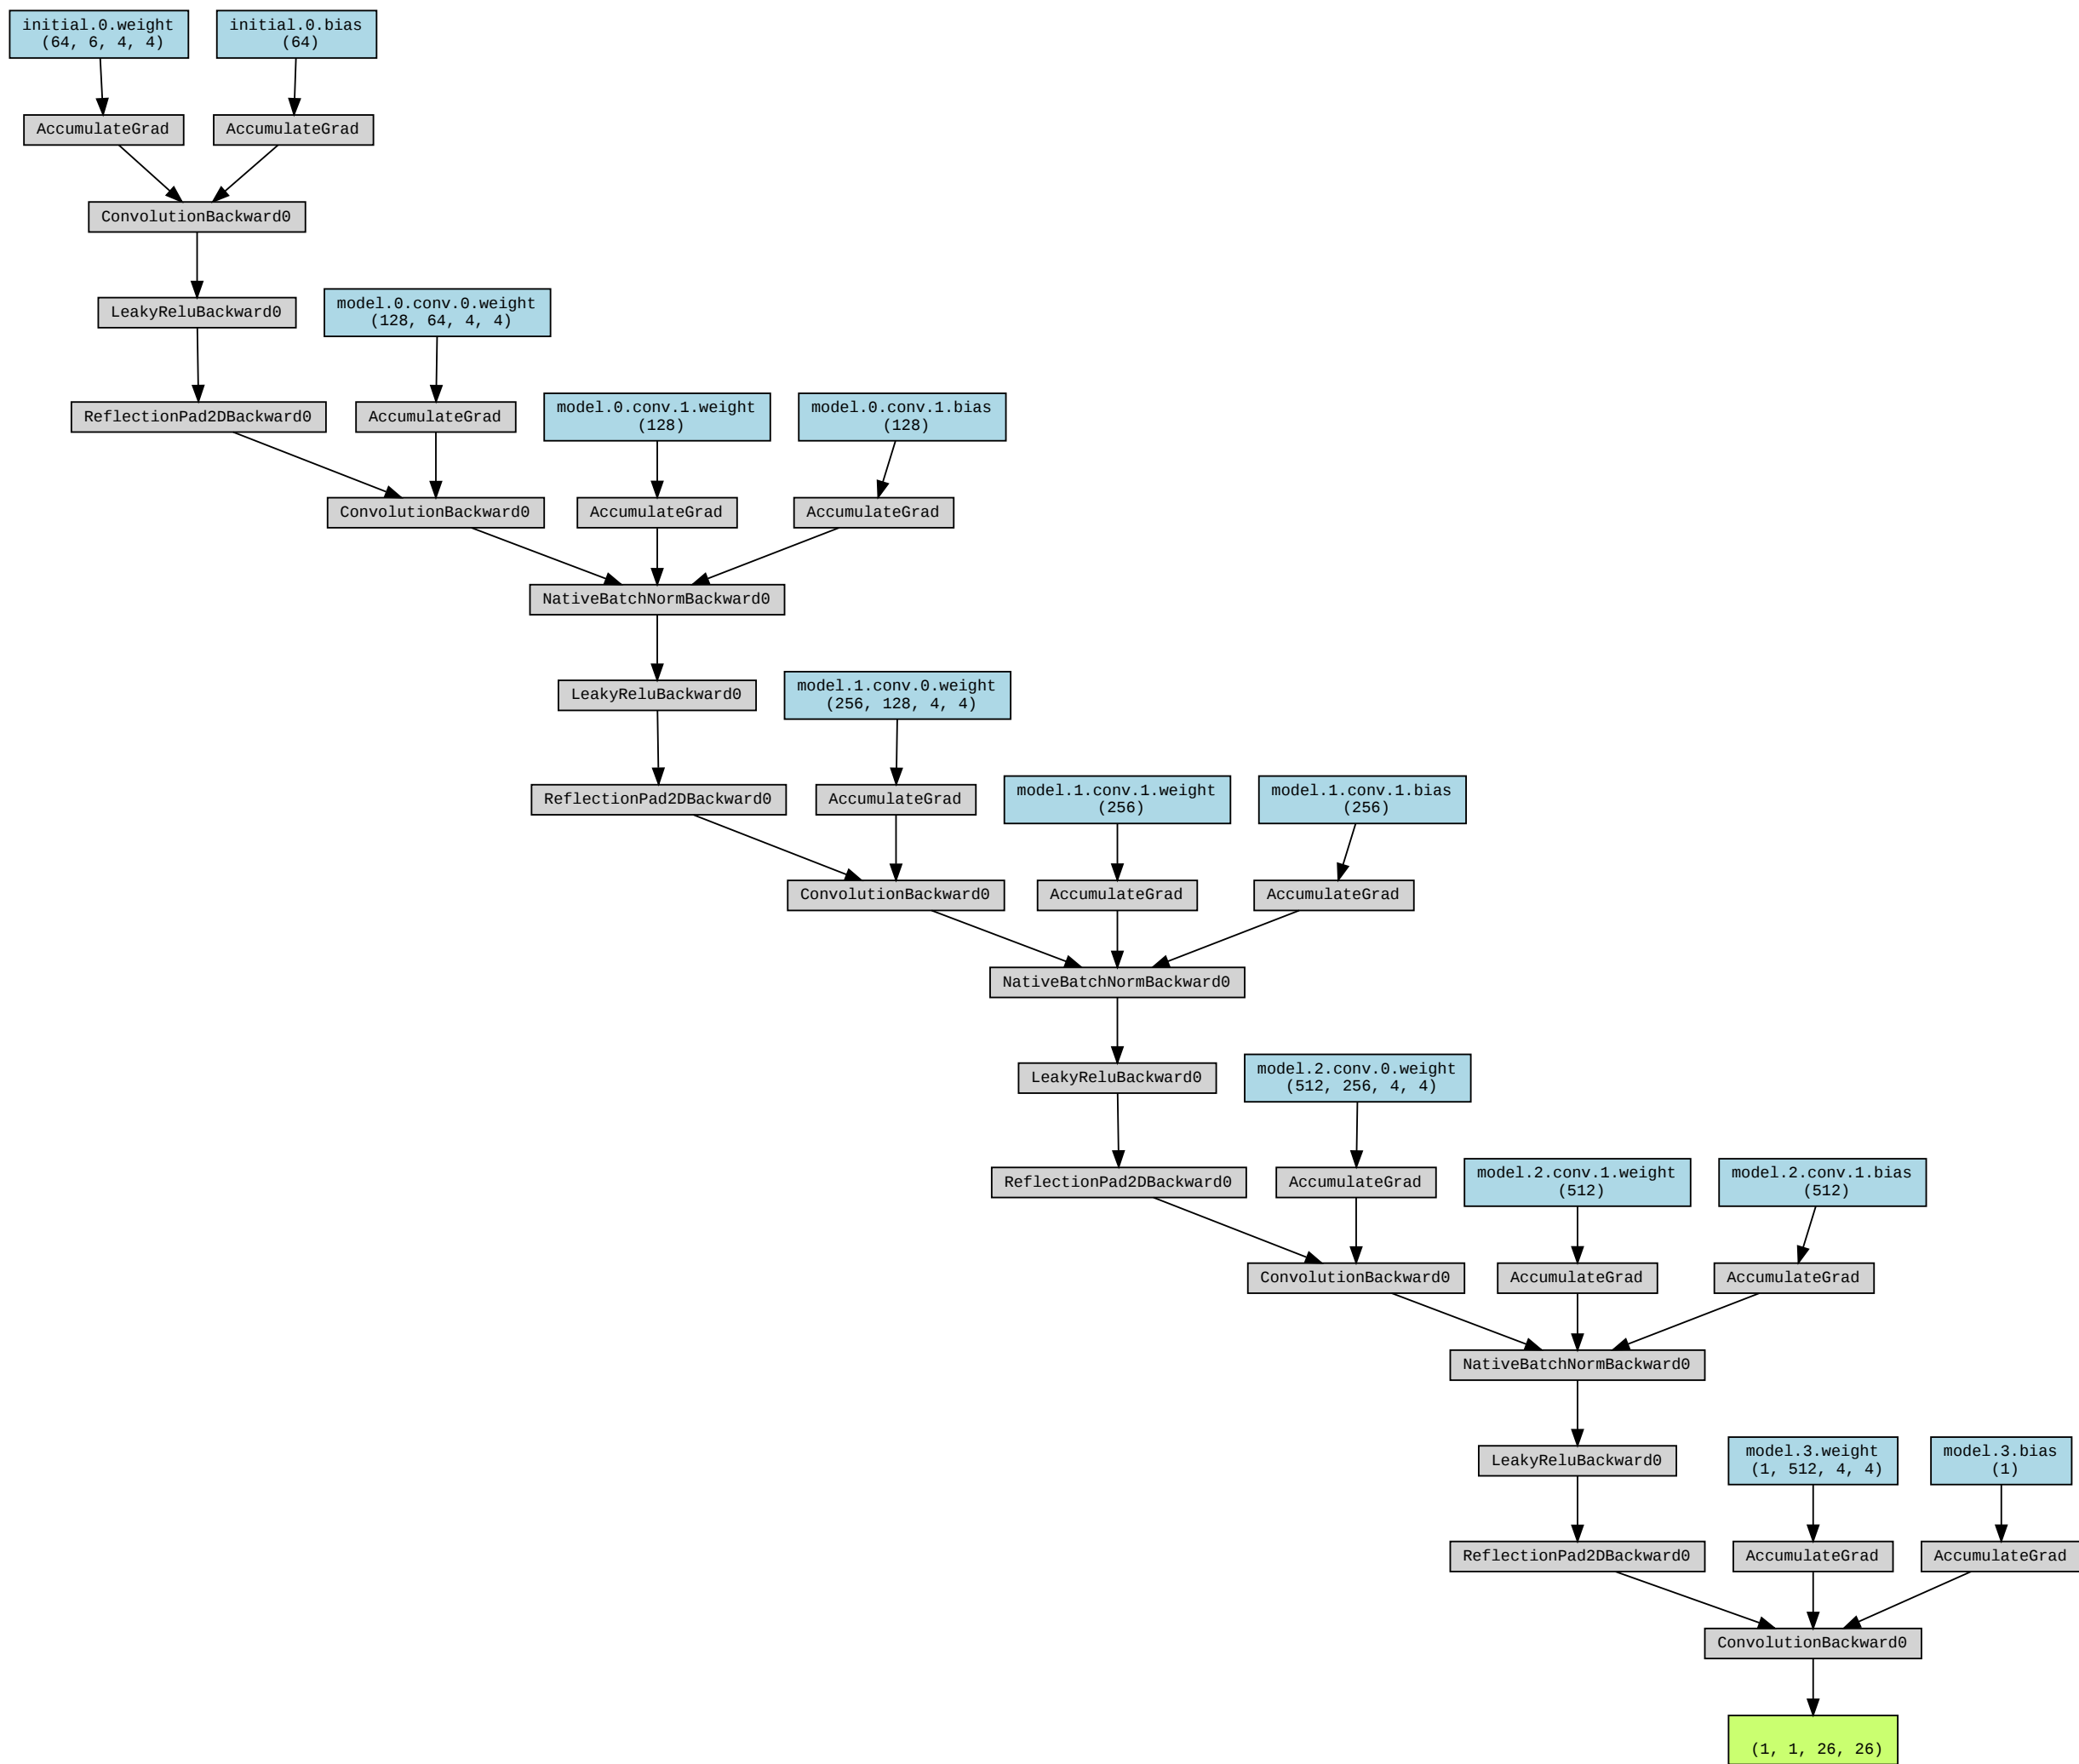 initial.0.weight
(64, 6, 4, 4)
initial.0.bias
(64)
AccumulateGrad
AccumulateGrad
ConvolutionBackward0
LeakyReluBackward0
model.0.conv.0.weight
(128, 64, 4, 4)
ReflectionPad2DBackward0
AccumulateGrad
model.0.conv.1.weight
(128)
model.0.conv.1.bias
(128)
ConvolutionBackward0
AccumulateGrad
AccumulateGrad
NativeBatchNormBackward0
LeakyReluBackward0
model.1.conv.0.weight
(256, 128, 4, 4)
ReflectionPad2DBackward0
AccumulateGrad
model.1.conv.1.weight
(256)
model.1.conv.1.bias
(256)
ConvolutionBackward0
AccumulateGrad
AccumulateGrad
NativeBatchNormBackward0
LeakyReluBackward0
model.2.conv.0.weight
(512, 256, 4, 4)
ReflectionPad2DBackward0
AccumulateGrad
model.2.conv.1.weight
(512)
model.2.conv.1.bias
(512)
ConvolutionBackward0
AccumulateGrad
AccumulateGrad
NativeBatchNormBackward0
LeakyReluBackward0
model.3.weight
(1, 512, 4, 4)
model.3.bias
(1)
ReflectionPad2DBackward0
AccumulateGrad
AccumulateGrad
ConvolutionBackward0
(1, 1, 26, 26)